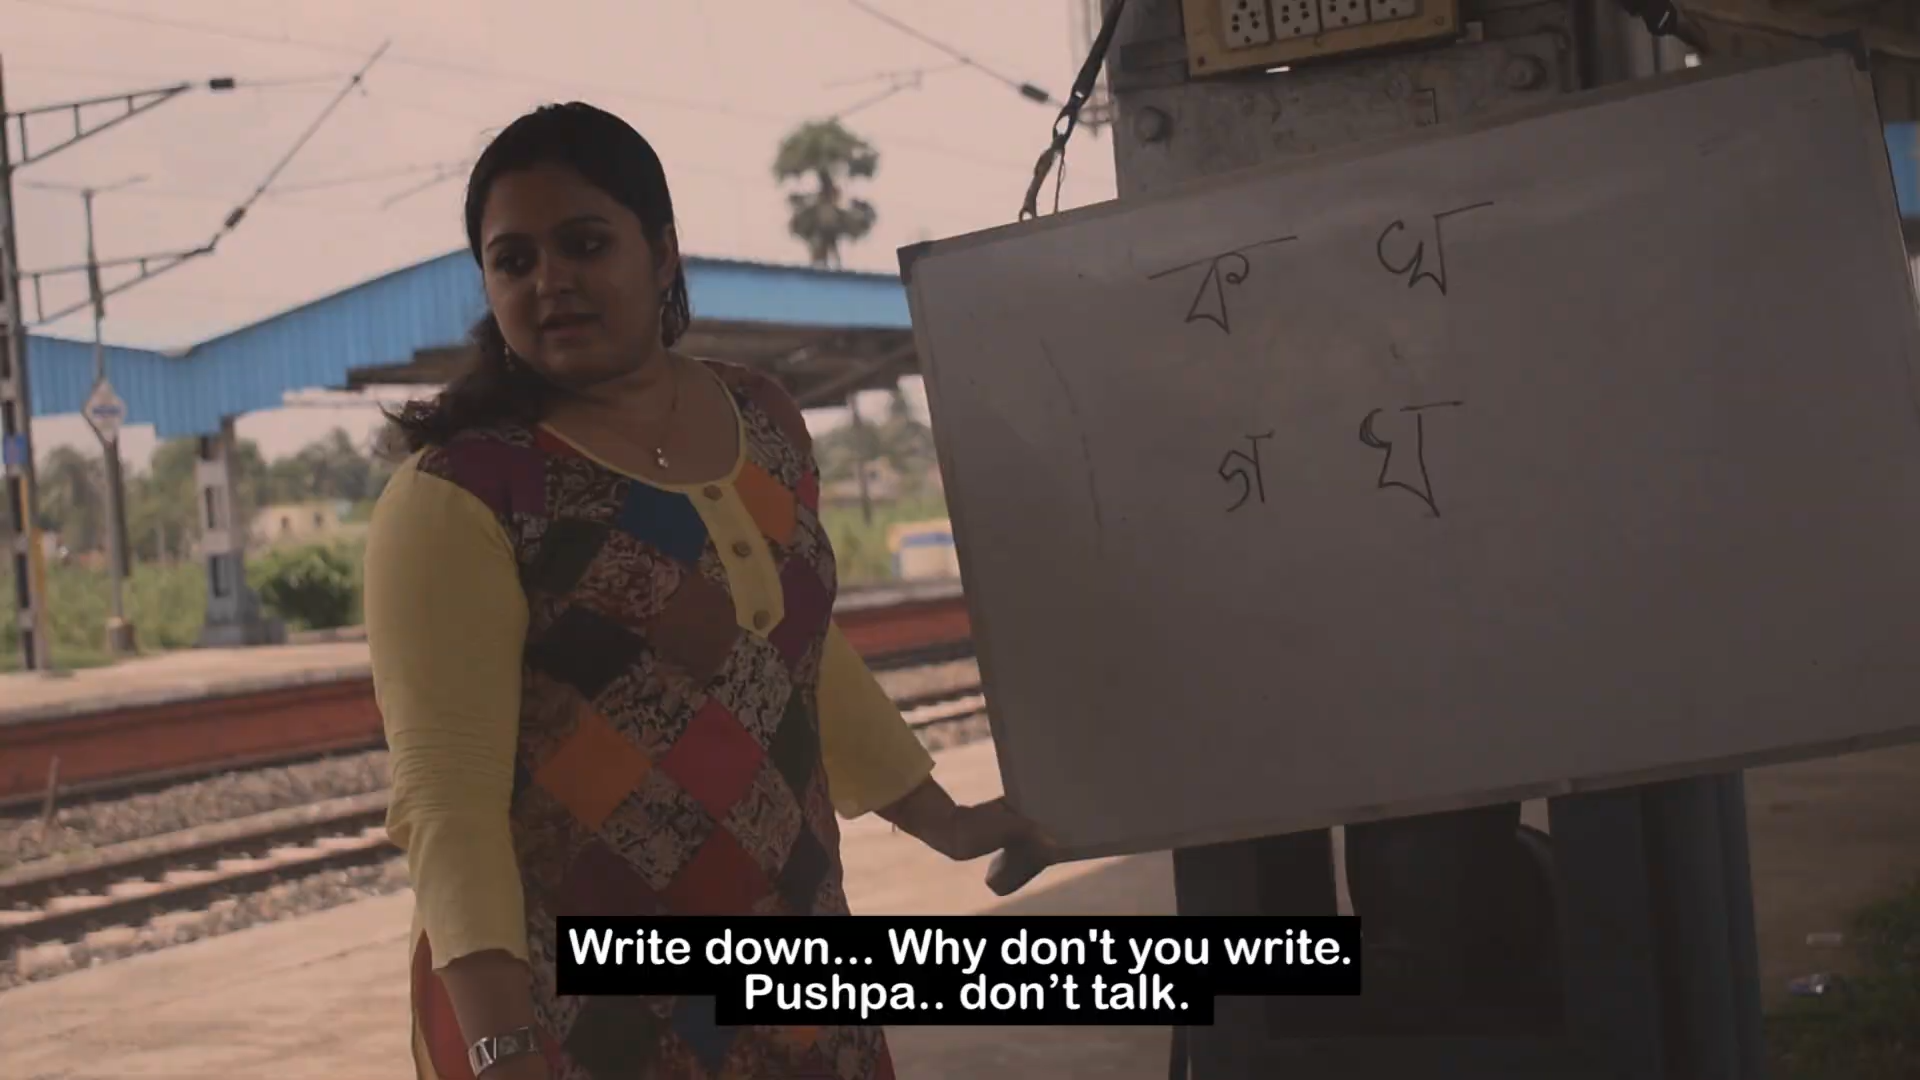 ক খ
গ ঘ
Write down... Why don't you write.
Pushpa.. don’t talk.